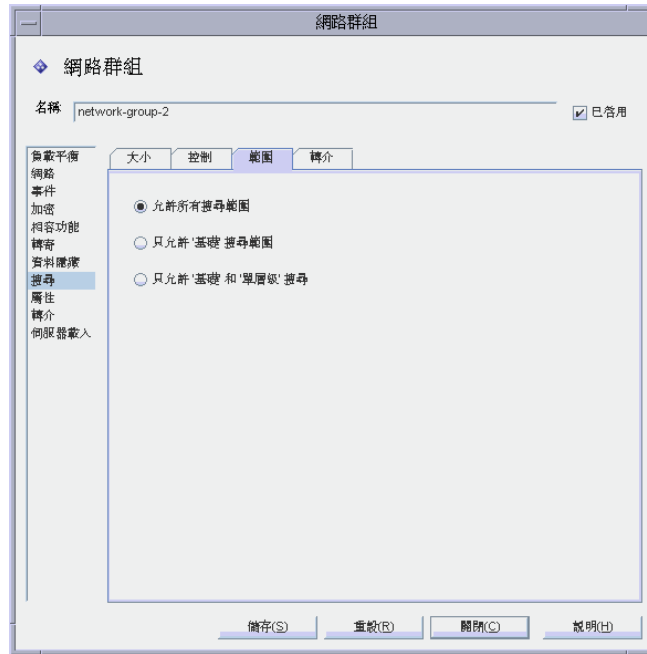 網路群組
網路群組
名稱 network-group-2 已啓用
負載平衡
網路
事件
加密
相容功能
轉寄
資料隱藏
搜尋
屬性
轉介
伺服器載入
大小 控制 範圍 轉介
允許所有搜尋範圍
只允許 '基礎' 搜尋範圍
只允許 '基礎' 和 '單層級' 搜尋
儲存(S) 重設(R) 關閉(C) 說明(H)